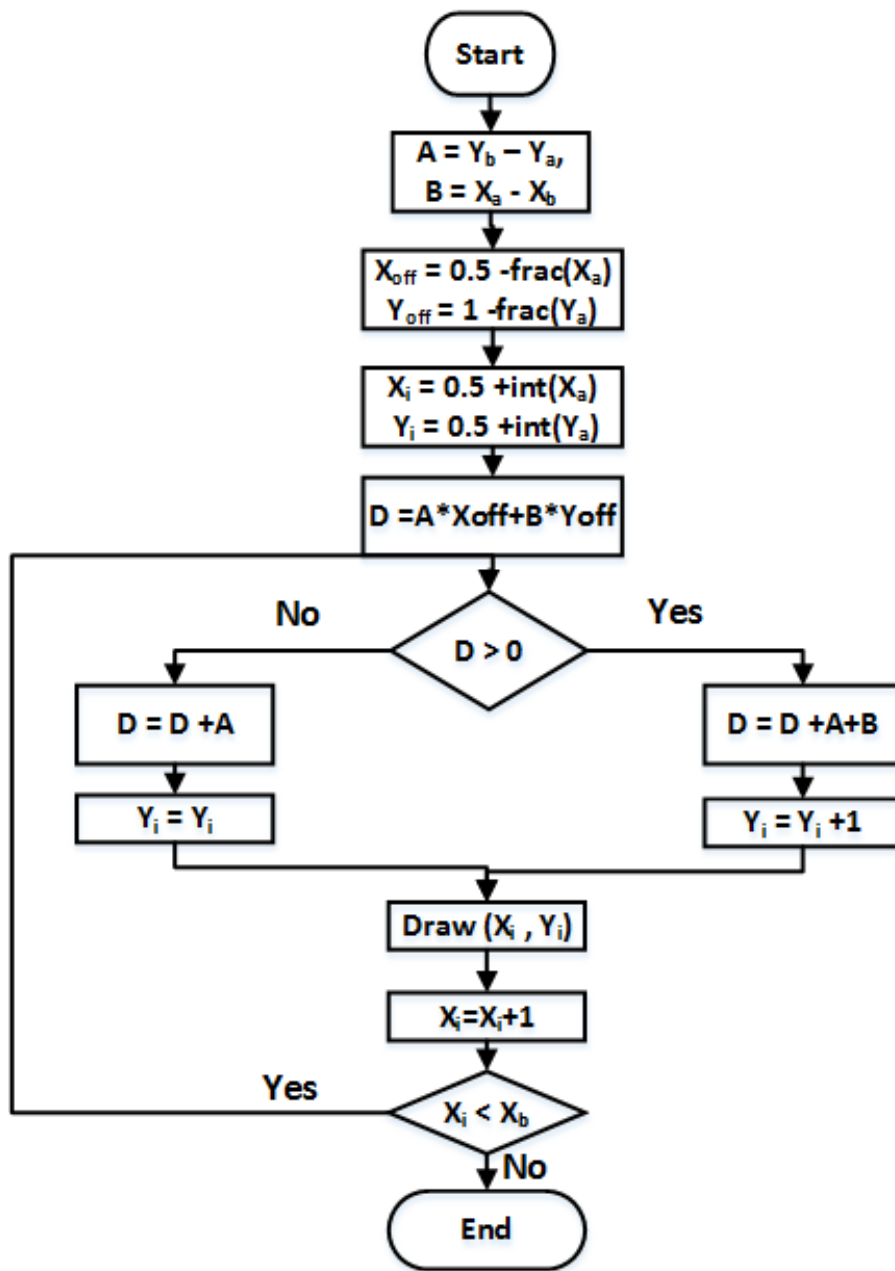 Start
A = Yb – Ya,
B = Xa - Xb
Xoff = 0.5 -frac(Xa)
Yoff = 1 -frac(Ya)
Xi = 0.5 +int(Xa)
Yi = 0.5 +int(Ya)
D =A*Xoff+B*Yoff
No
Yes
D > 0
D = D +A
D = D +A+B
Yi = Yi
Yi = Yi +1
Draw (Xi , Yi)
Xi=Xi+1
Yes
Xi < Xb
No
End